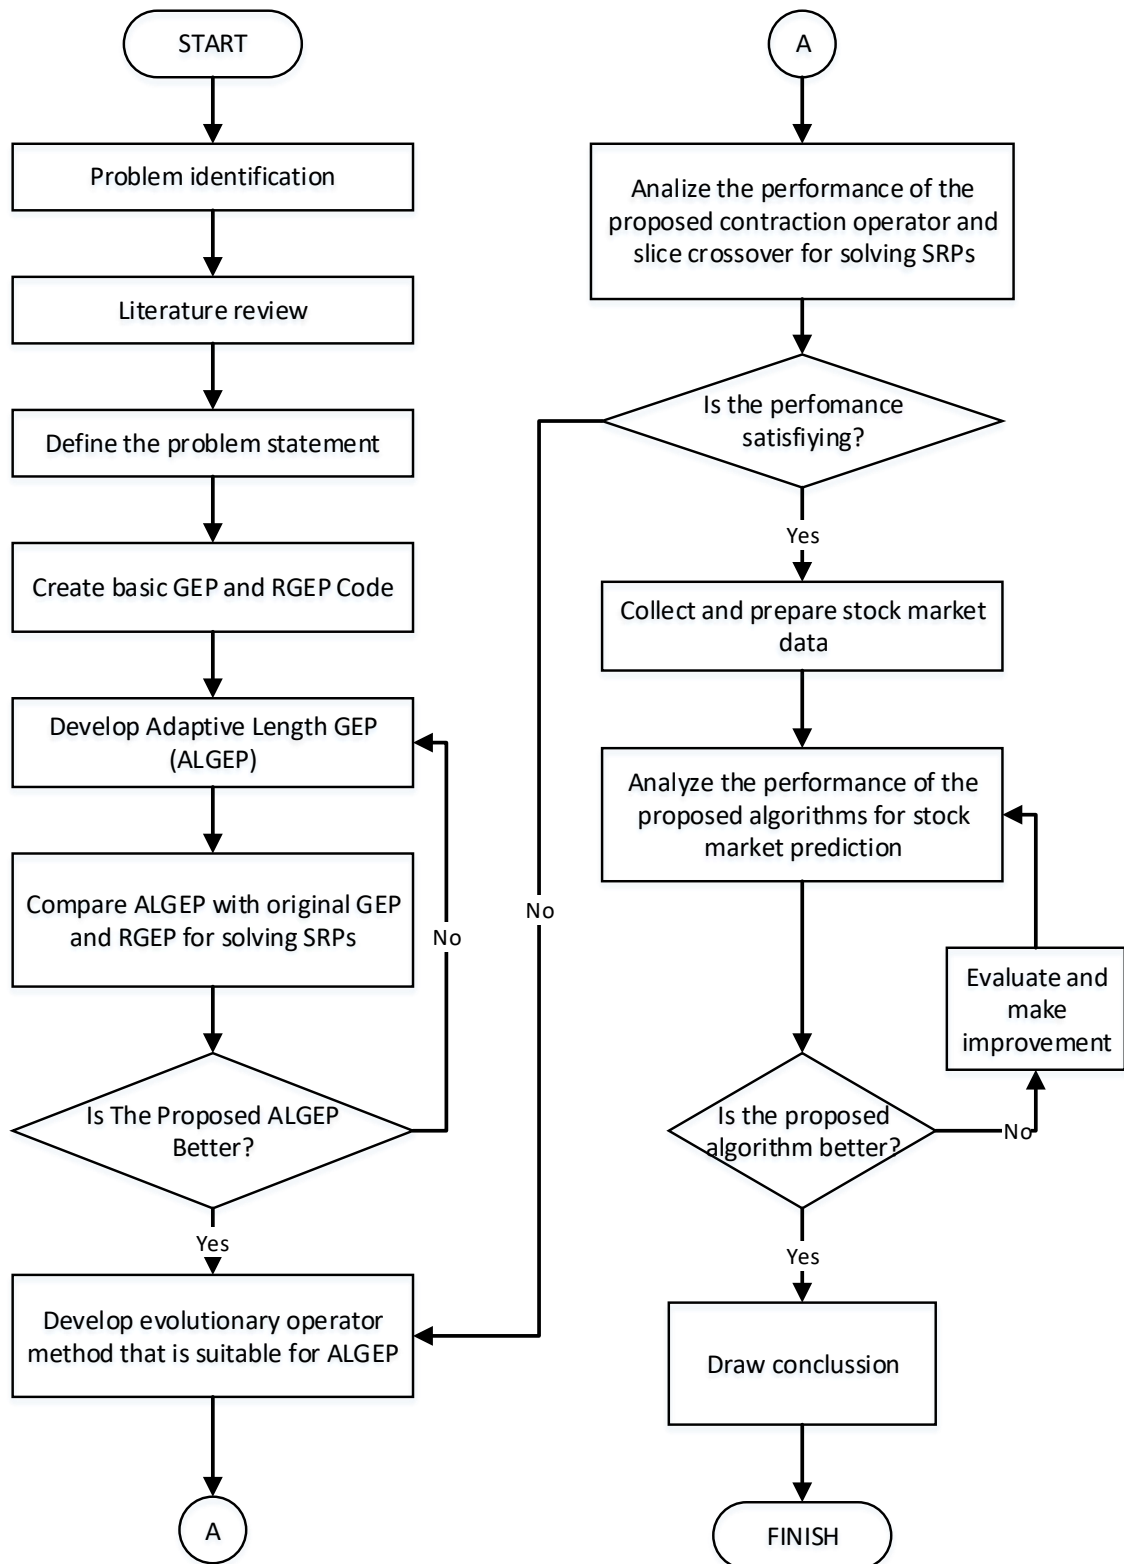 START
Problem identification
Literature review
Define the problem statement
Create basic GEP and RGEP Code
Develop Adaptive Length GEP
(ALGEP)
Compare ALGEP with original GEP
and RGEP for solving SRPs
No
Is The Proposed ALGEP
Better?
Yes
Develop evolutionary operator
method that is suitable for ALGEP
A
A
Analize the performance of the
proposed contraction operator and
slice crossover for solving SRPs
Is the perfomance
satisfiying?
No
Yes
Collect and prepare stock market
data
Analyze the performance of the
proposed algorithms for stock
market prediction
Evaluate and
make
improvement
Is the proposed
algorithm better?
No
Yes
Draw conclussion
FINISH